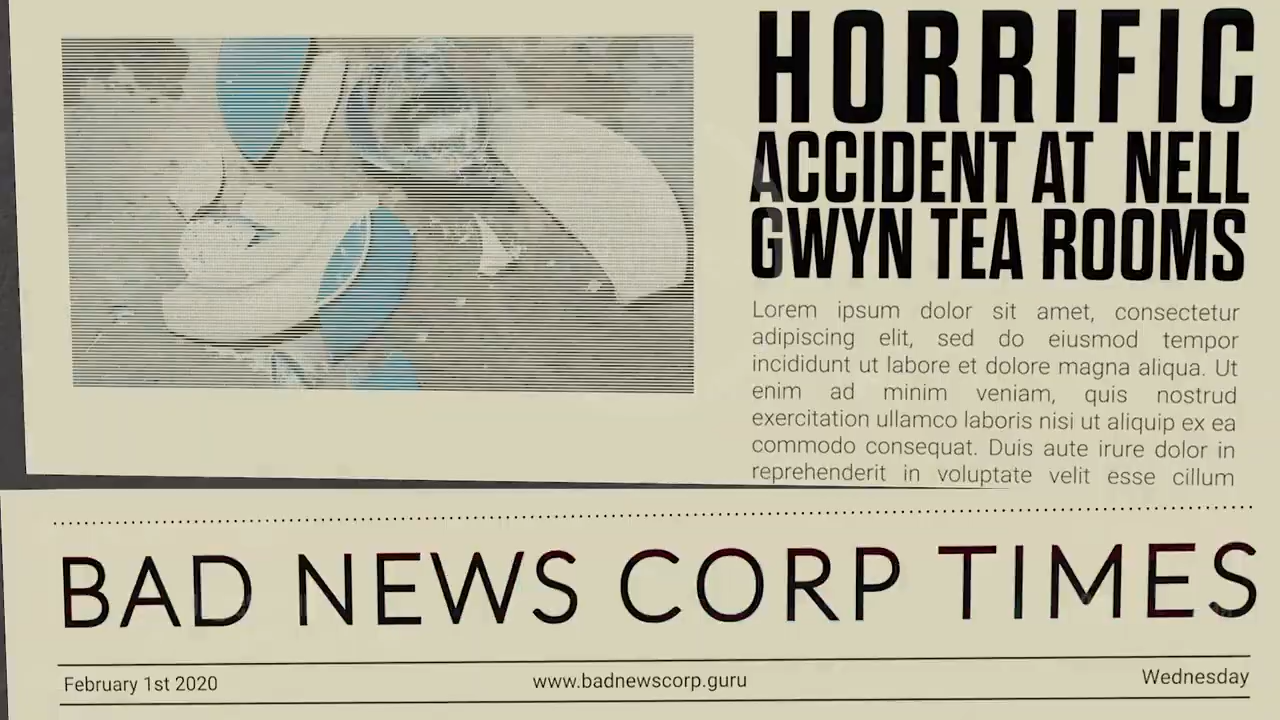 HORRIFIC
ACCIDENT AT NELL
GWYN TEA ROOMS
Lorem ipsum dolor sit amet, consectetur
adipiscing elit, sed do eiusmod tempor
incididunt ut labore et dolore magna aliqua. Ut
enim ad minim veniam, quis nostrud
exercitation ullamco laboris nisi ut aliquip ex ea
commodo consequat. Duis aute irure dolor in
reprehenderit in voluptate velit esse cillum
BAD NEWS CORP TIMES
February 1st 2020
www.badnewscorp.guru
Wednesday